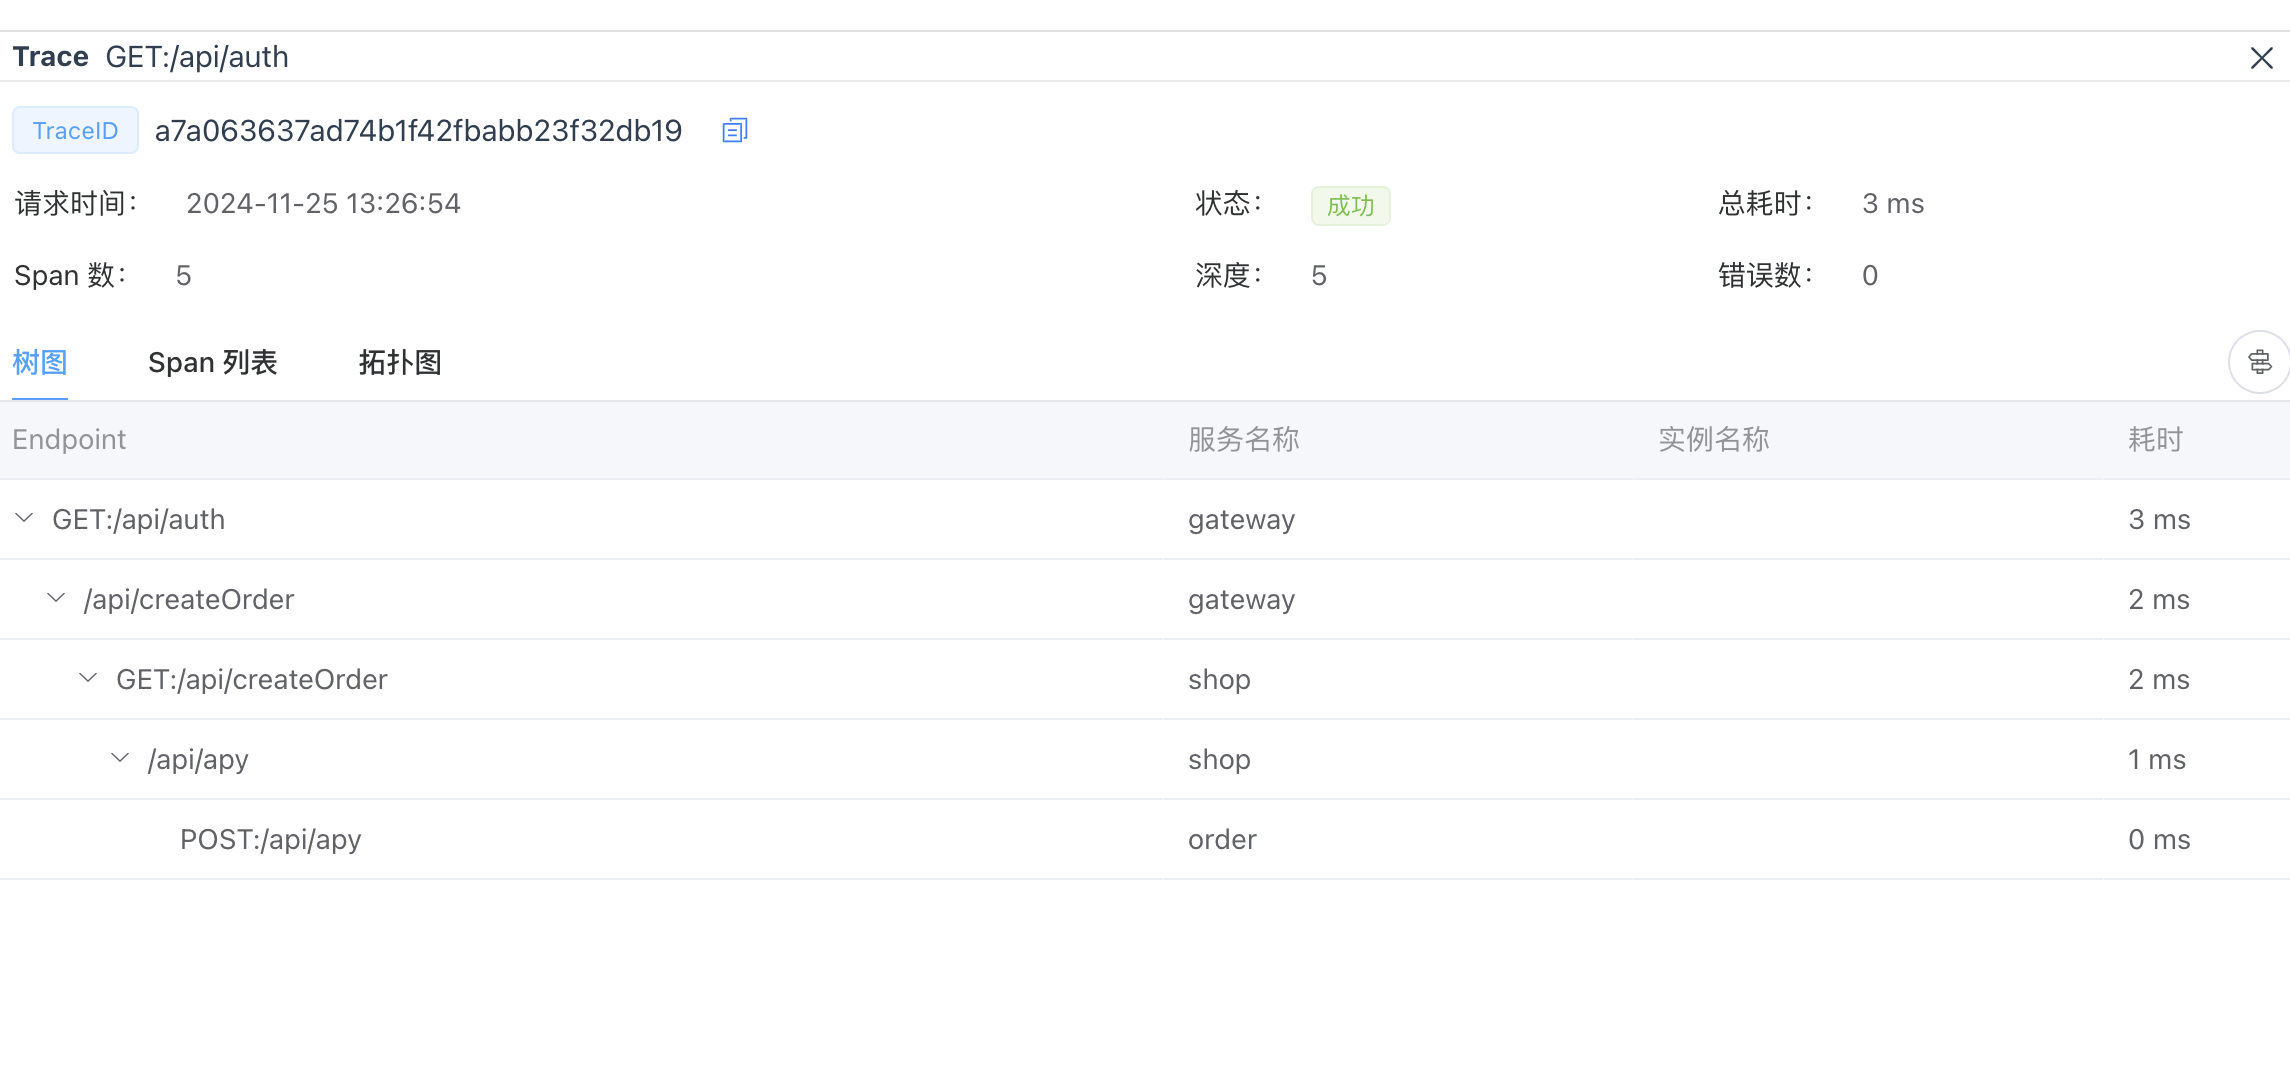 Trace GET:/api/auth
TraceID a7a063637ad74b1f42fbabb23f32db19
请求时间： 2024-11-25 13:26:54 状态： 成功 总耗时： 3 ms
Span 数： 5 深度： 5 错误数： 0
树图 Span 列表 拓扑图
Endpoint 服务名称 实例名称 耗时
GET:/api/auth gateway 3 ms
/api/createOrder gateway 2 ms
GET:/api/createOrder shop 2 ms
/api/apy shop 1 ms
POST:/api/apy order 0 ms